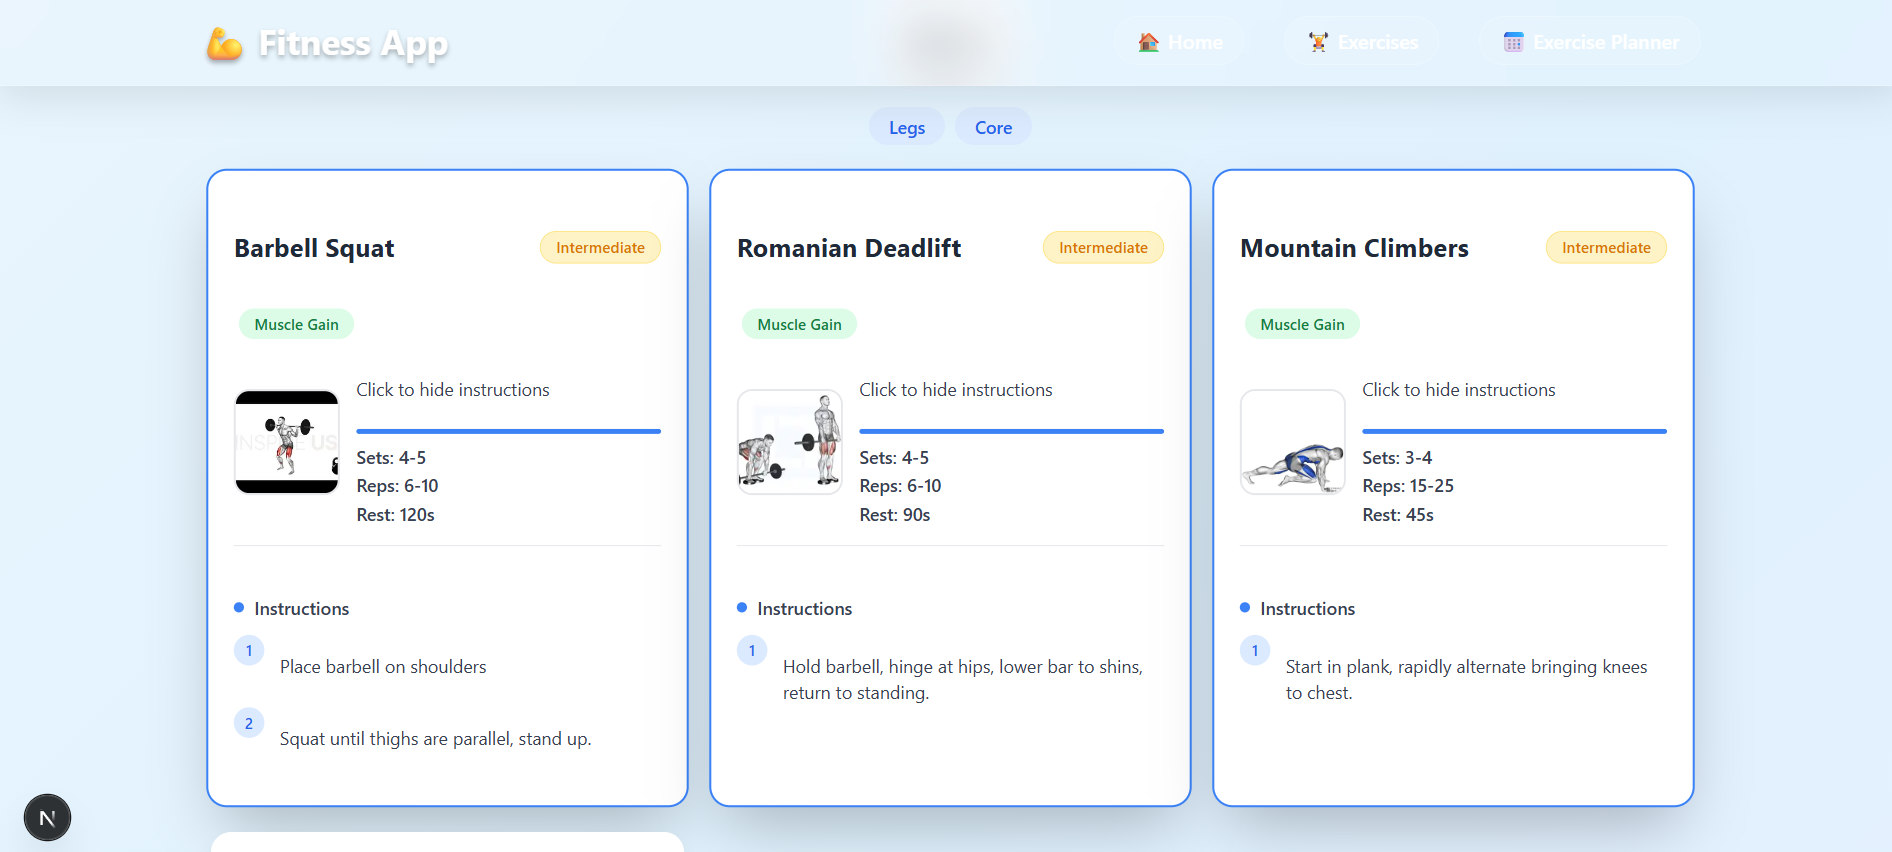 💪 Fitness App
🏠 Home
🏋️ Exercises
📅 Exercise Planner
Legs
Core
Barbell Squat
Intermediate
Muscle Gain
Click to hide instructions
INSPIRE US
Sets: 4-5
Reps: 6-10
Rest: 120s
Instructions
1
Place barbell on shoulders
2
Squat until thighs are parallel, stand up.
Romanian Deadlift
Intermediate
Muscle Gain
Click to hide instructions
Sets: 4-5
Reps: 6-10
Rest: 90s
Instructions
1
Hold barbell, hinge at hips, lower bar to shins,
return to standing.
Mountain Climbers
Intermediate
Muscle Gain
Click to hide instructions
Sets: 3-4
Reps: 15-25
Rest: 45s
Instructions
1
Start in plank, rapidly alternate bringing knees
to chest.
N